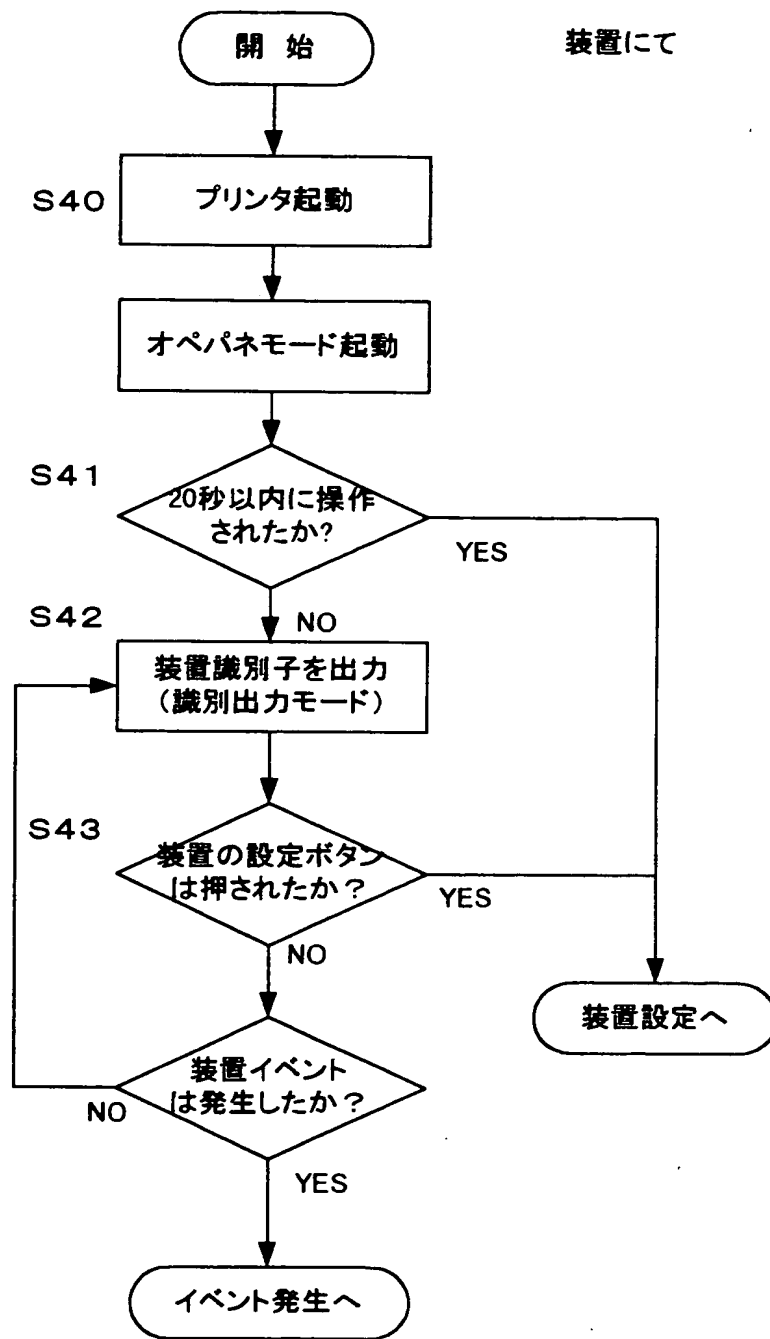 開 始
装置にて
S40
プリンタ起動
オペパネモード起動
S41
20秒以内に操作
されたか?
YES
S42
NO
装置識別子を出力
(識別出力モード)
S43
装置の設定ボタン
は押されたか?
YES
NO
装置設定へ
装置イベント
は発生したか?
NO
YES
イベント発生へ